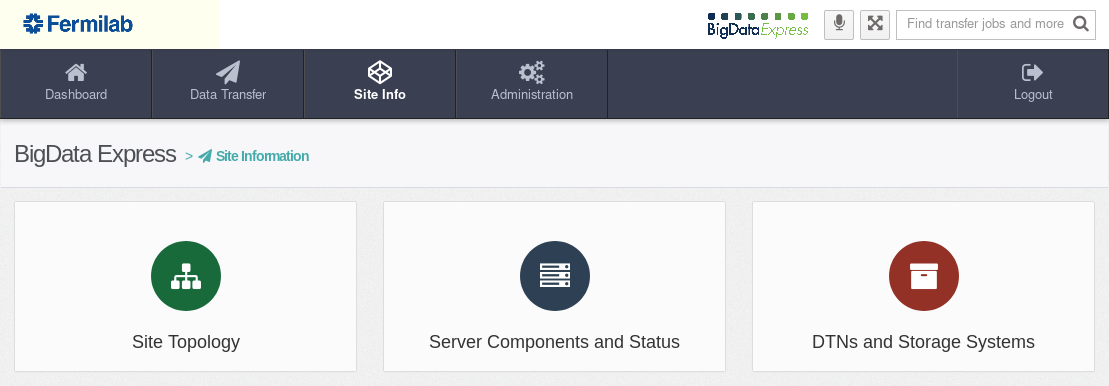 Fermilab
BigDataExpress
Find transfer jobs and more
Dashboard
Data Transfer
Site Info
Administration
Logout
BigData Express > Site Information
Site Topology
Server Components and Status
DTNs and Storage Systems